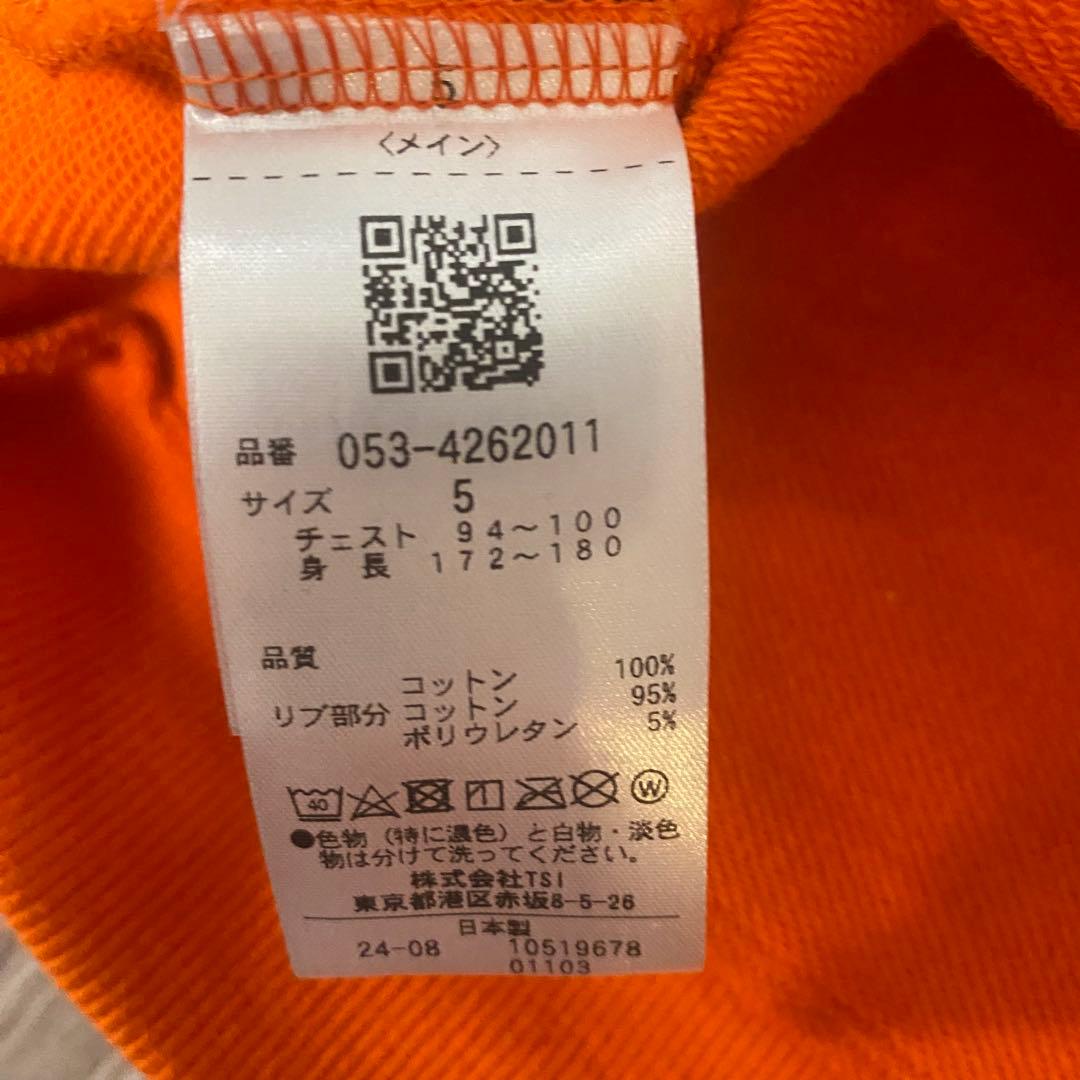 5
〈メイン〉
品番 053-4262011
サイズ 5
チェスト 94～100
身長 172～180
品質
コットン 100%
リブ部分 コットン 95%
ポリウレタン 5%
40 W
●色物（特に濃色）と白物・淡色
物は分けて洗ってください。
株式会社TSI
東京都港区赤坂8-5-26
日本製
24-08 10519678
01103